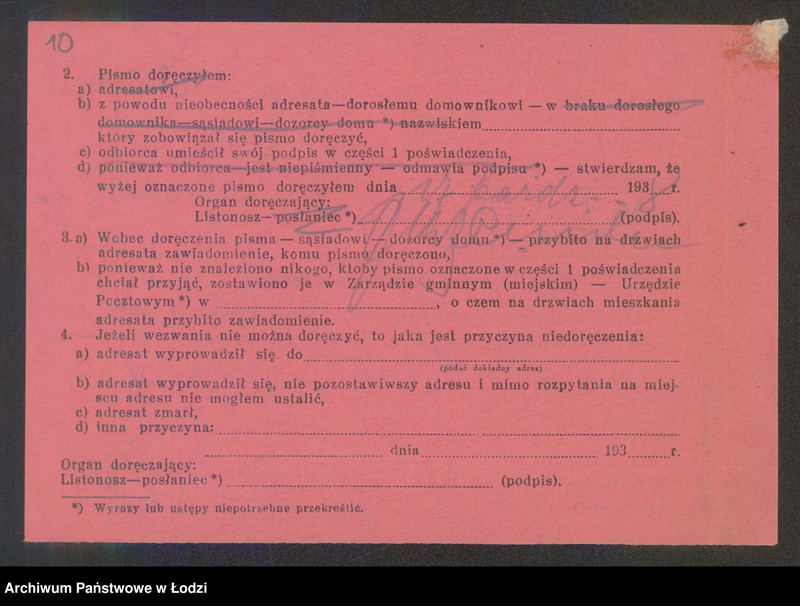 10
2. Pismo doręczyłem:
a) adresatowi,
b) z powodu nieobecności adresata—dorosłemu domownikowi — w braku dorosłego
domownika—sąsiadowi—dozorcy domu *) nazwiskiem
który zobowiązał się pismo doręczyć,
c) odbiorca umieścił swój podpis w części 1 poświadczenia,
d) ponieważ odbiorca—jest niepiśmienny — odmawia podpisu *) — stwierdzam, że
wyżej oznaczone pismo doręczyłem dnia 17 paźdz. 1938 r.
Organ doręczający:
Listonosz—posłaniec *) (podpis).
3. a) Wobec doręczenia pisma — sąsiadowi — dozorcy domu *) — przybito na drzwiach
adresata zawiadomienie, komu pismo doręczono,
b) ponieważ nie znaleziono nikogo, ktoby pismo oznaczone w części 1 poświadczenia
chciał przyjąć, zostawiono je w Zarządzie gminnym (miejskim) — Urzędzie
Pocztowym *) w , o czem na drzwiach mieszkania
adresata przybito zawiadomienie.
4. Jeżeli wezwania nie można doręczyć, to jaka jest przyczyna niedoręczenia:
a) adresat wyprowadził się do
(podać dokładny adres)
b) adresat wyprowadził się, nie pozostawiwszy adresu i mimo rozpytania na miej-
scu adresu nie mogłem ustalić,
c) adresat zmarł,
d) inna przyczyna:
dnia 193 r.
Organ doręczający:
Listonosz—posłaniec *) (podpis).
*) Wyrazy lub ustępy niepotrzebne przekreślić.
Archiwum Państwowe w Łodzi